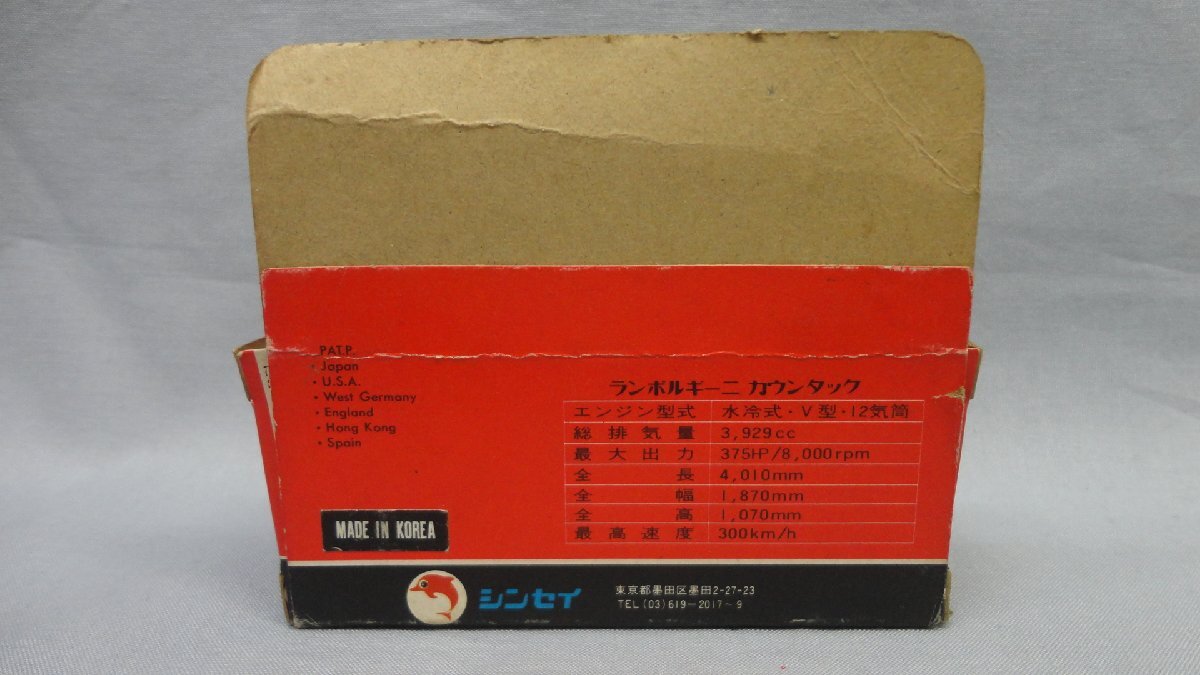 PAT.P.
・Japan
・U.S.A.
・West Germany
・England
・Hong Kong
・Spain
ランボルギーニ カウンタック
エンジン型式 水冷式・V型・12気筒
総排気量 3,929cc
最大出力 375HP/8,000rpm
全長 4,010mm
全幅 1,870mm
全高 1,070mm
最高速度 300km/h
MADE IN KOREA
シンセイ
東京都墨田区墨田2-27-23
TEL (03) 619-2017~9